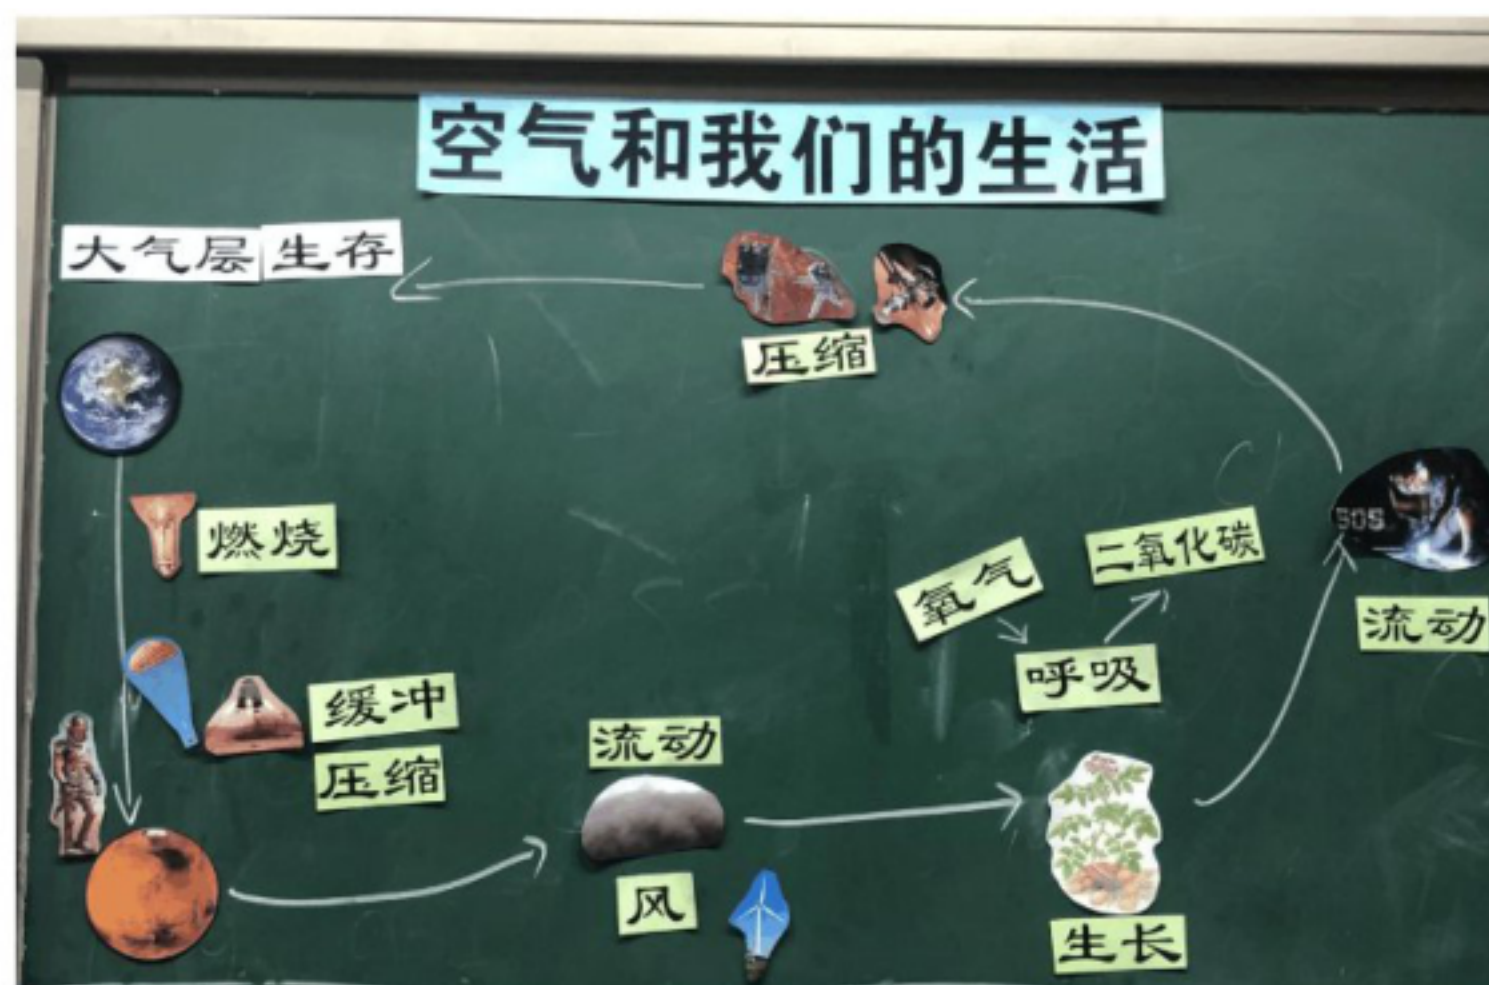 空气和我们的生活
大气层 生存
压缩
燃烧
SOS
二氧化碳
氧气
流动
呼吸
缓冲
压缩
流动
风
生长